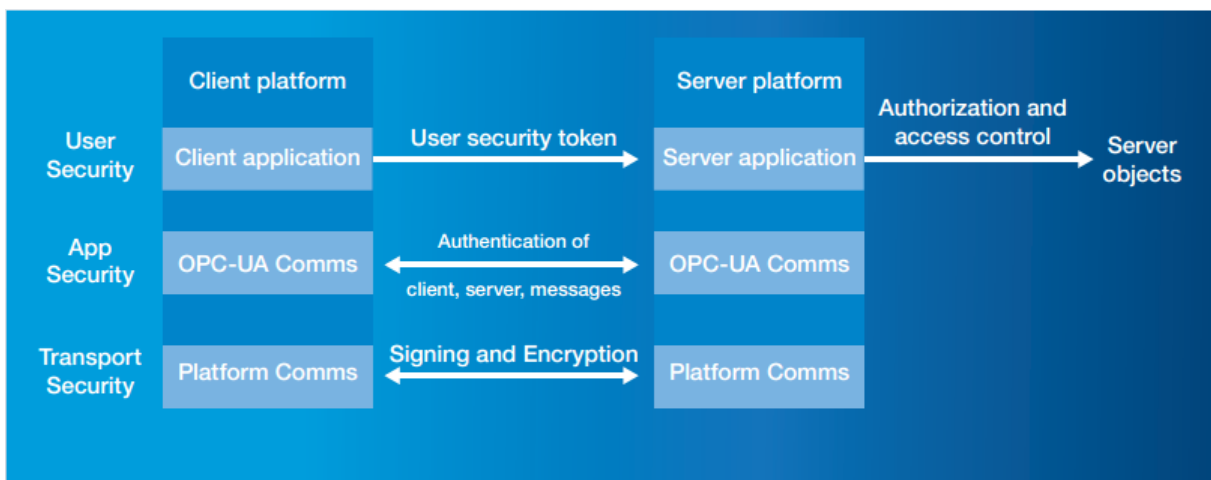 Client platform
Server platform
User
Security
Client application
User security token
Server application
Authorization and
access control
Server
objects
App
Security
OPC-UA Comms
Authentication of
client, server, messages
OPC-UA Comms
Transport
Security
Platform Comms
Signing and Encryption
Platform Comms